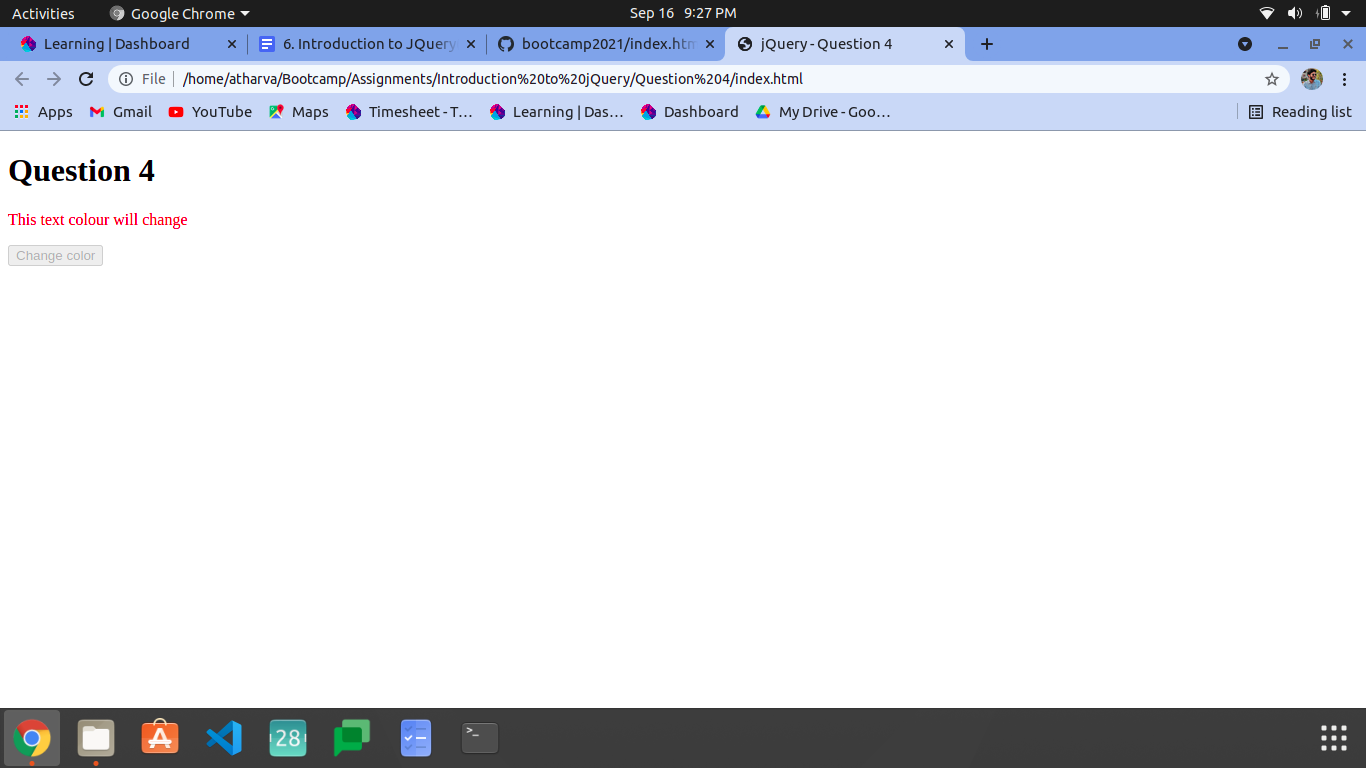 Activities Google Chrome Sep 16 9:27 PM
Learning | Dashboard 6. Introduction to JQuery bootcamp2021/index.htm jQuery - Question 4
File /home/atharva/Bootcamp/Assignments/Introduction%20to%20jQuery/Question%204/index.html
Apps Gmail YouTube Maps Timesheet - T... Learning | Das... Dashboard My Drive - Goo... Reading list
Question 4
This text colour will change
Change color
28
>_